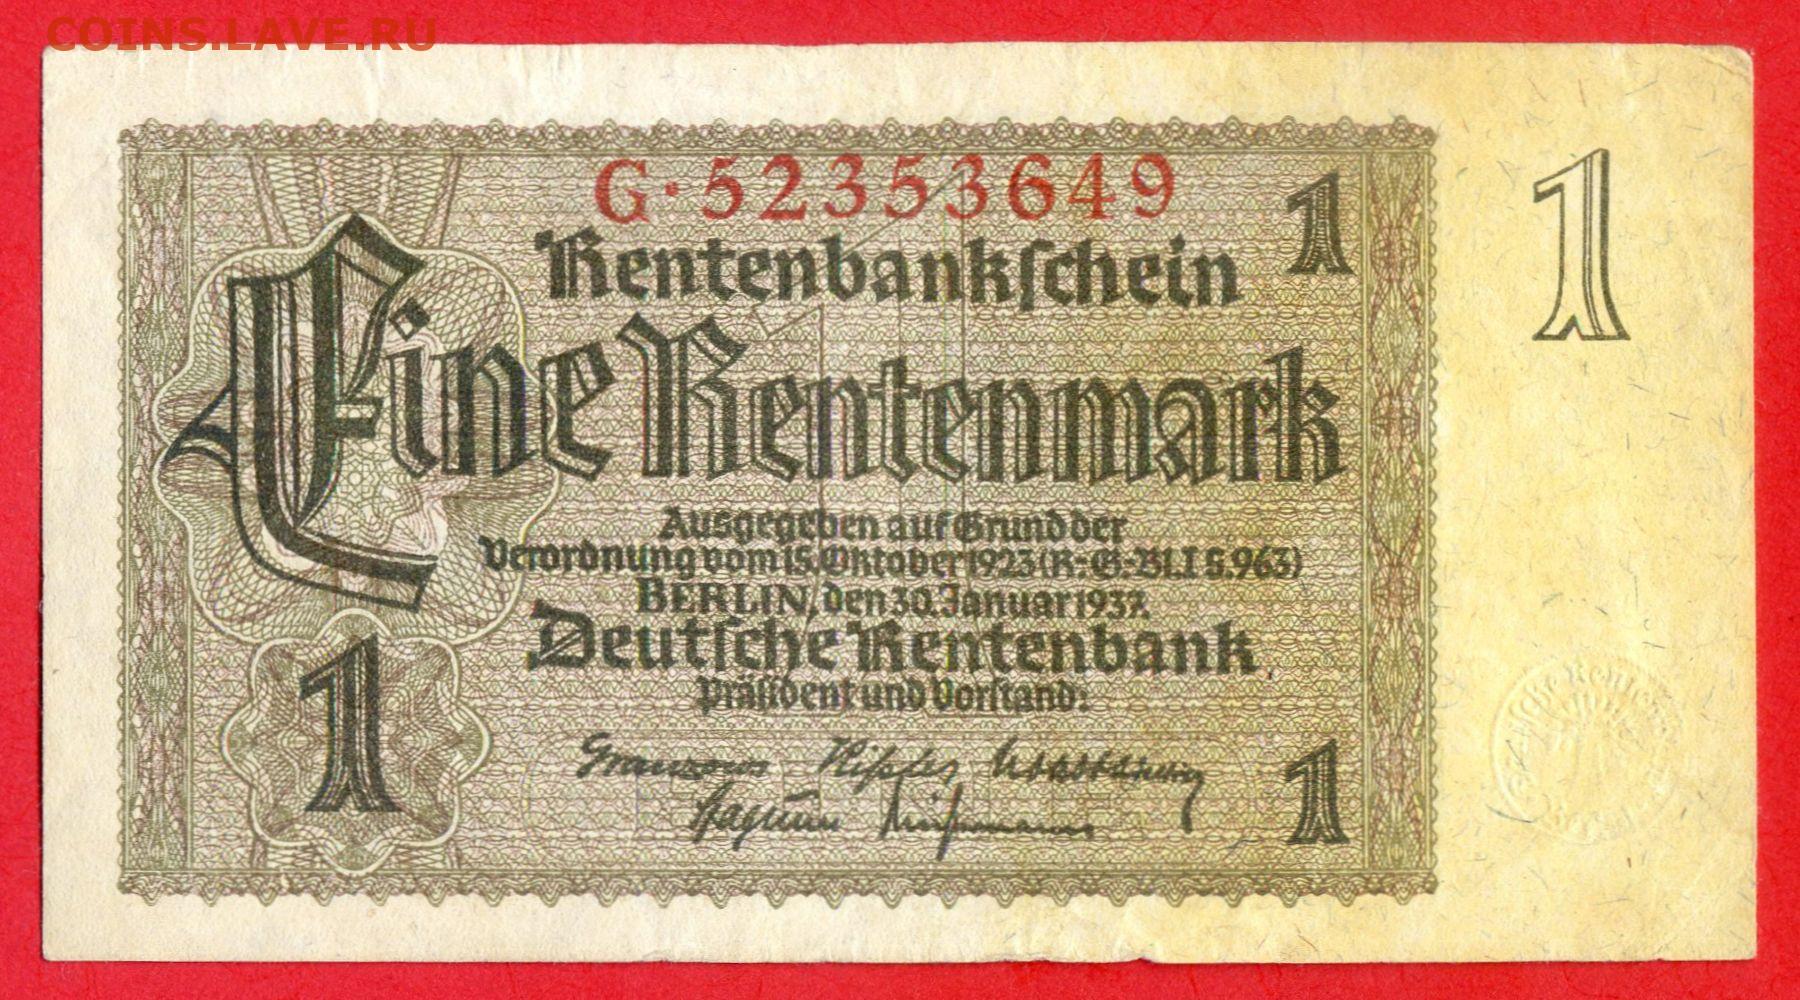 COINS.LAVE.RU
G·52353649
1
1
Rentenbankschein
Eine Rentenmark
Ausgegeben auf Grund der
Verordnung vom 15. Oktober 1923 (R.-G.-Bl. I S. 963)
BERLIN, den 30. Januar 1937.
Deutsche Rentenbank
Präsident und Vorstand:
1
1